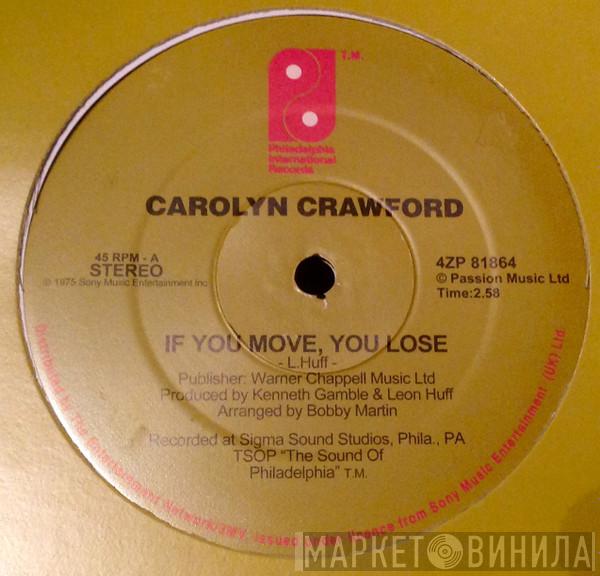 T.M.
Philadelphia
International
Records
CAROLYN CRAWFORD
45 RPM - A
STEREO
© 1975 Sony Music Entertainment Inc
4ZP 81864
© Passion Music Ltd
Time:2.58
IF YOU MOVE, YOU LOSE
- L.Huff -
Publisher: Warner Chappell Music Ltd
Produced by Kenneth Gamble & Leon Huff
Arranged by Bobby Martin
Recorded at Sigma Sound Studios, Phila., PA
TSOP "The Sound Of
Philadelphia" T.M.
Distributed by The Entertainment Network issued under licence from Sony Music Entertainment (UK) Ltd
МАРКЕТ ВИНИЛА